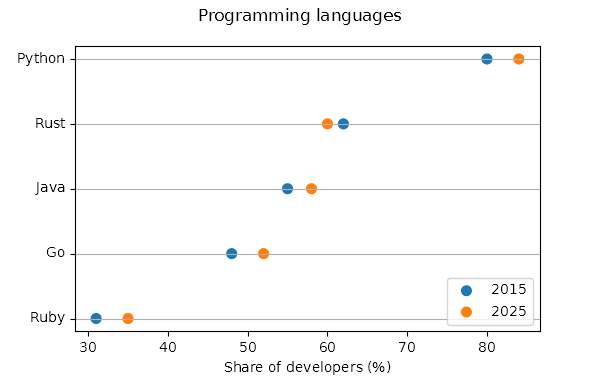 Programming languages
Python
Rust
Java
Go
Ruby
2015
2025
30 40 50 60 70 80
Share of developers (%)